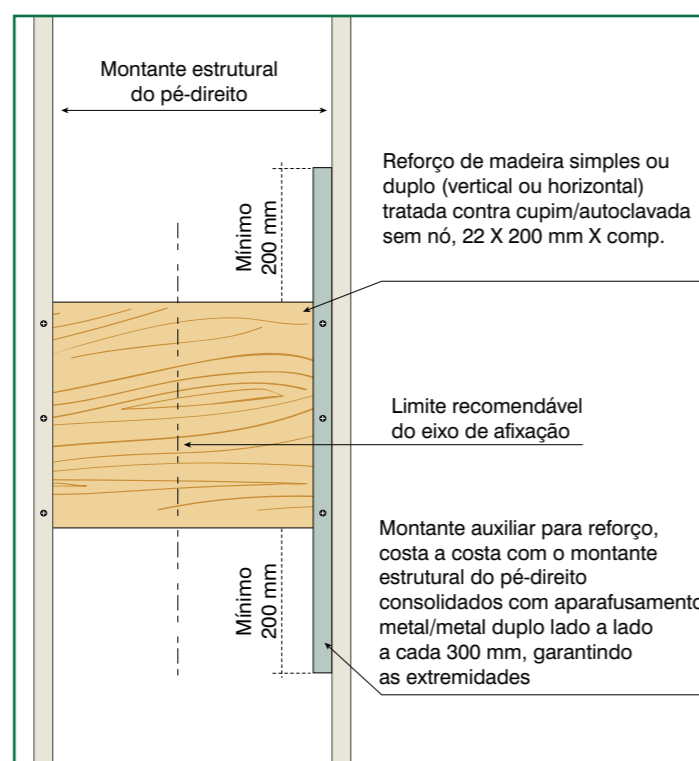 Montante estrutural
do pé-direito
Mínimo
200 mm
Reforço de madeira simples ou
duplo (vertical ou horizontal)
tratada contra cupim/autoclavada
sem nó, 22 X 200 mm X comp.
Limite recomendável
do eixo de afixação
Mínimo
200 mm
Montante auxiliar para reforço,
costa a costa com o montante
estrutural do pé-direito
consolidados com aparafusamento
metal/metal duplo lado a lado
a cada 300 mm, garantindo
as extremidades